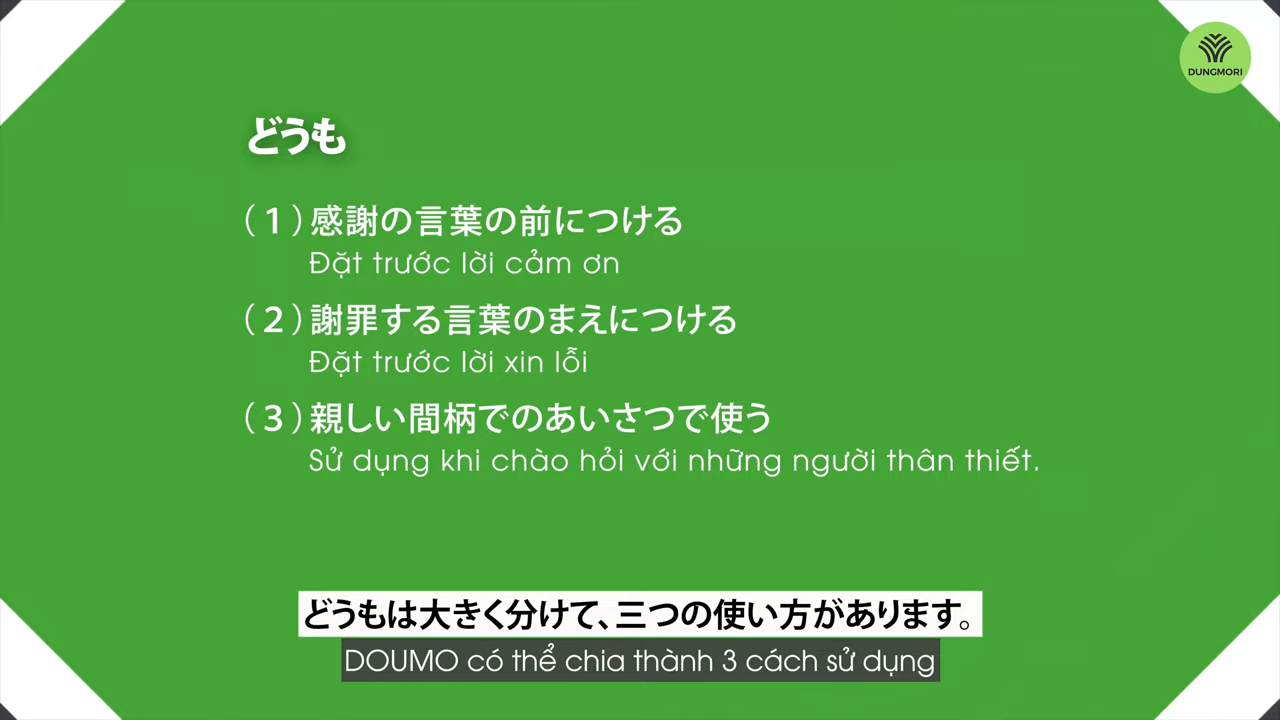 DUNGMORI
どうも
(1)感謝の言葉の前につける
Đặt trước lời cảm ơn
(2)謝罪する言葉のまえにつける
Đặt trước lời xin lỗi
(3)親しい間柄でのあいさつで使う
Sử dụng khi chào hỏi với những người thân thiết.
どうもは大きく分けて、三つの使い方があります。
DOUMO có thể chia thành 3 cách sử dụng